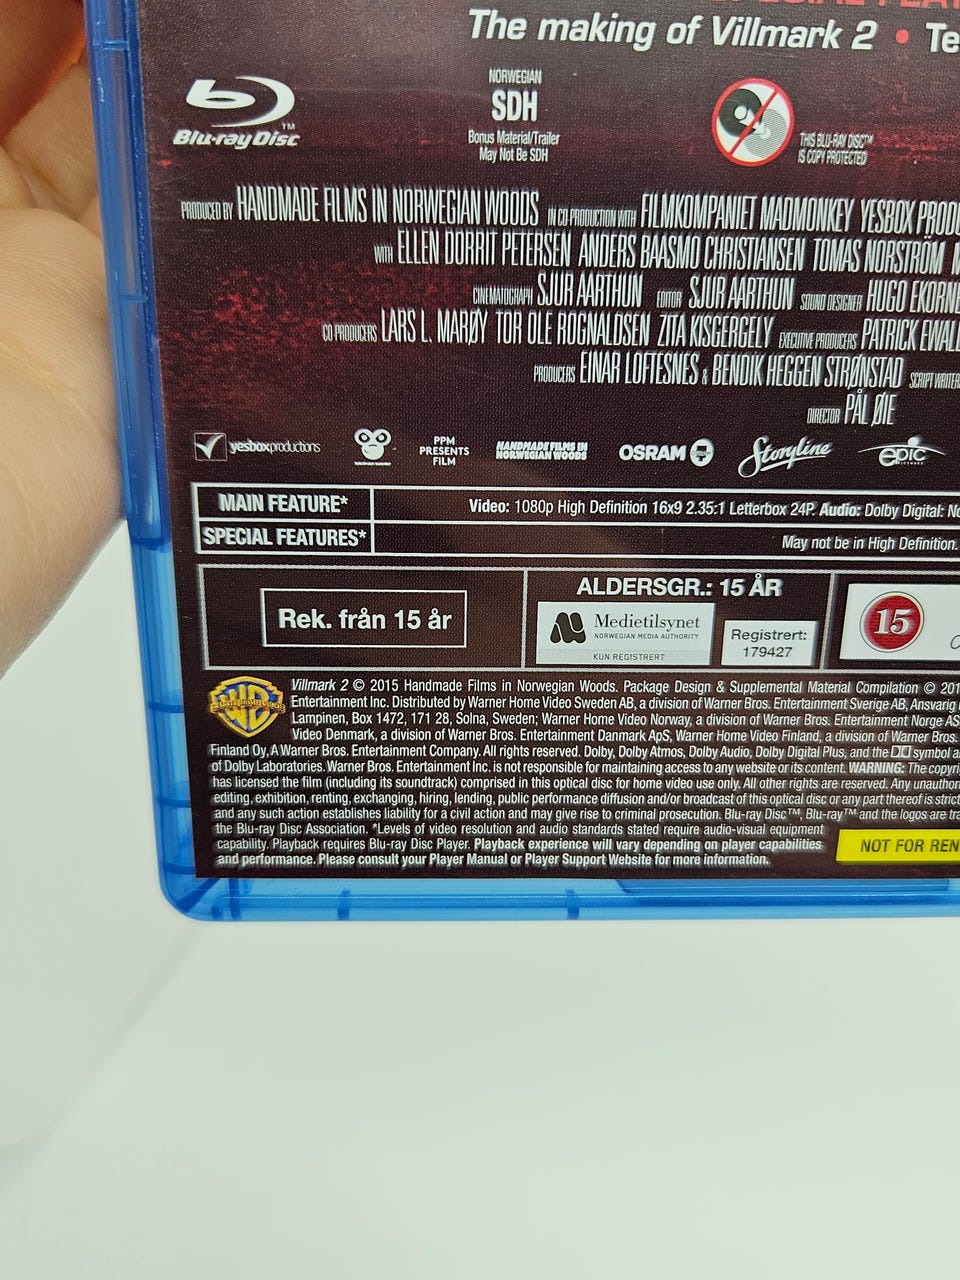 The making of Villmark 2 •
NORWEGIAN
SDH
Bonus Material/Trailer
May Not Be SDH
Blu-ray Disc™
THIS BLU-RAY DISC™
IS COPY PROTECTED
PRODUCED BY HANDMADE FILMS IN NORWEGIAN WOODS IN CO-PRODUCTION WITH FILMKOMPANIET MADMONKEY YESBOX
WITH ELLEN DORRIT PETERSEN ANDERS BAASMO CHRISTIANSEN TOMAS NORSTRÖM
CINEMATOGRAPH SJUR AARTHUN EDITOR SJUR AARTHUN SOUND DESIGNER HUGO
CO PRODUCERS LARS L. MARØY TOR OLE ROGNALDSEN ZITA KISGERGELY EXECUTIVE PRODUCERS PATRICK
PRODUCERS EINAR LOFTESNES & BENDIK HEGGEN STRØNSTAD
DIRECTOR PÅL ØIE
yesboxproductions
PPM
PRESENTS
FILM
HANDMADE FILMS IN
NORWEGIAN WOODS
OSRAM
Storyline
epic
MAIN FEATURE*
Video: 1080p High Definition 16x9 2.35:1 Letterbox 24P. Audio: Dolby Digital:
SPECIAL FEATURES*
May not be in High Definition.
Rek. från 15 år
ALDERSGR.: 15 ÅR
Medietilsynet
NORWEGIAN MEDIA AUTHORITY
KUN REGISTRERT
Registrert:
179427
15
WB
Villmark 2 © 2015 Handmade Films in Norwegian Woods. Package Design & Supplemental Material Compilation ©
Entertainment Inc. Distributed by Warner Home Video Sweden AB, a division of Warner Bros. Entertainment Sverige AB, Ansvarig
Lampinen, Box 1472, 171 28, Solna, Sweden; Warner Home Video Norway, a division of Warner Bros. Entertainment Norge AS
Video Denmark, a division of Warner Bros. Entertainment Danmark ApS, Warner Home Video Finland, a division of Warner Bros.
Finland Oy, A Warner Bros. Entertainment Company. All rights reserved. Dolby, Dolby Atmos, Dolby Audio, Dolby Digital Plus, and the symbol
of Dolby Laboratories. Warner Bros. Entertainment Inc. is not responsible for maintaining access to any website or its content. WARNING: The
has licensed the film (including its soundtrack) comprised in this optical disc for home video use only. All other rights are reserved. Any
editing, exhibition, renting, exchanging, hiring, lending, public performance diffusion and/or broadcast of this optical disc or any part thereof is
and any such action establishes liability for a civil action and may give rise to criminal prosecution. Blu-ray Disc™, Blu-ray™ and the logos are
the Blu-ray Disc Association. *Levels of video resolution and audio standards stated require audio-visual equipment
capability. Playback requires Blu-ray Disc Player. Playback experience will vary depending on player capabilities
and performance. Please consult your Player Manual or Player Support Website for more information.
NOT FOR